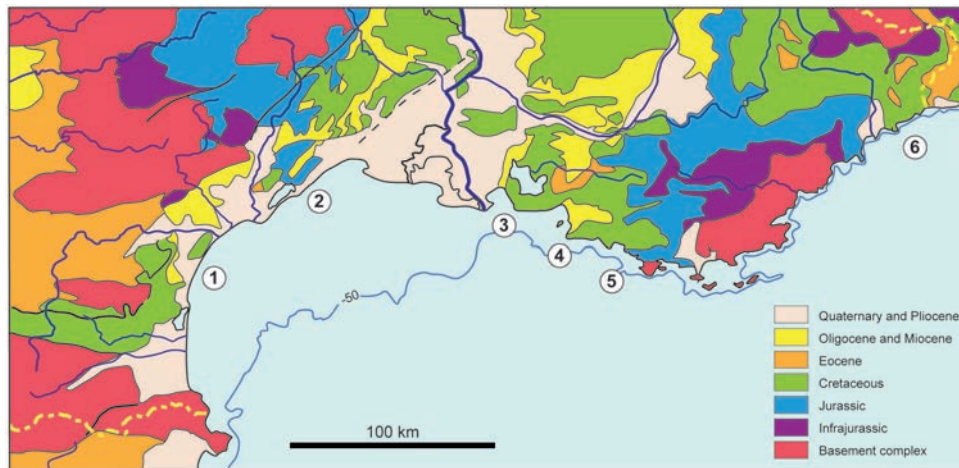 6
2
3
4
1
5
-50
Quaternary and Pliocene
Oligocene and Miocene
Eocene
Cretaceous
Jurassic
Infrajurassic
Basement complex
100 km